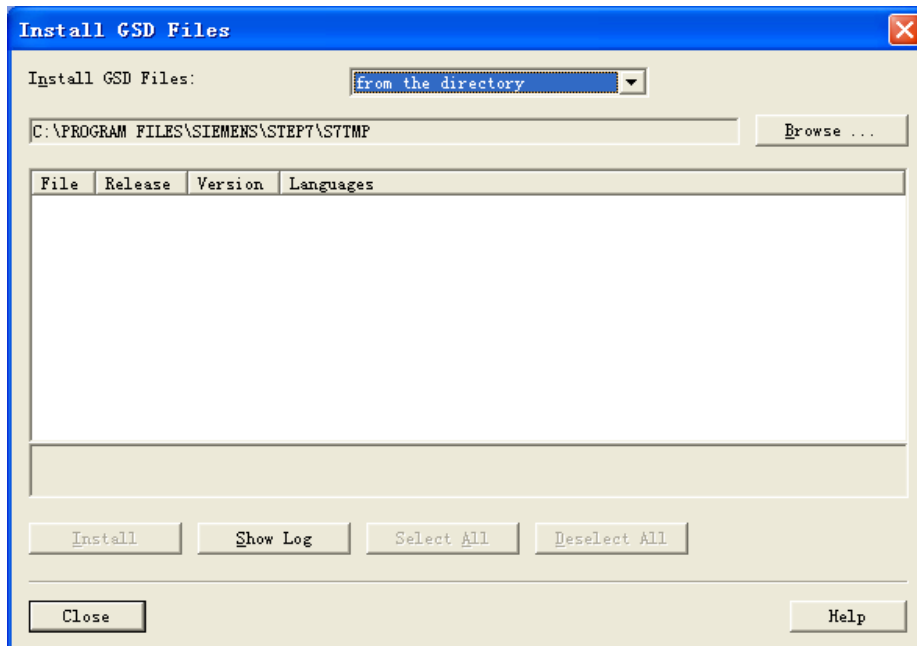 Install GSD Files
Install GSD Files: from the directory
C:\PROGRAM FILES\SIEMENS\STEP7\S7TMP Browse ...
File Release Version Languages
Install Show Log Select All Deselect All
Close Help